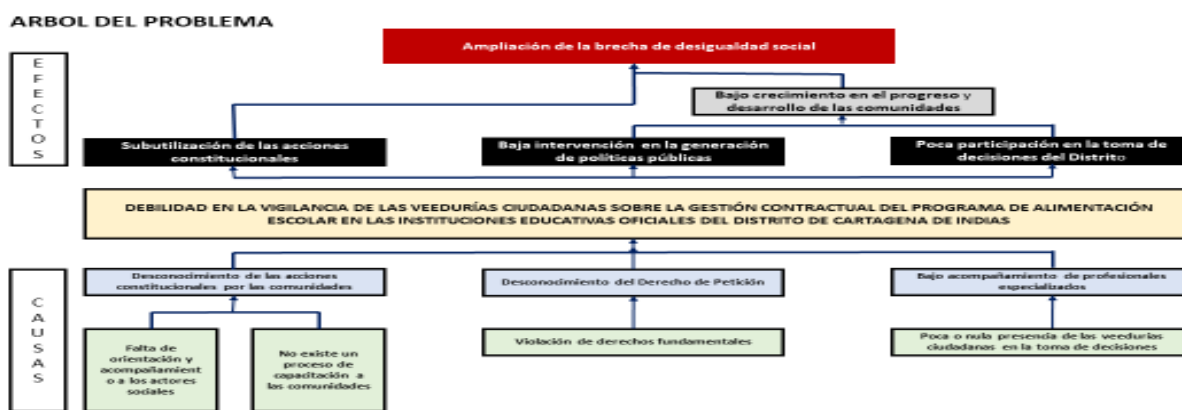 ARBOL DEL PROBLEMA
E
F
E
C
T
O
S
Ampliación de la brecha de desigualdad social
Bajo crecimiento en el progreso y
desarrollo de las comunidades
Subutilización de las acciones
constitucionales
Baja intervención en la generación
de políticas públicas
Poca participación en la toma de
decisiones del Distrito
DEBILIDAD EN LA VIGILANCIA DE LAS VEEDURÍAS CIUDADANAS SOBRE LA GESTIÓN CONTRACTUAL DEL PROGRAMA DE ALIMENTACIÓN
ESCOLAR EN LAS INSTITUCIONES EDUCATIVAS OFICIALES DEL DISTRITO DE CARTAGENA DE INDIAS
C
A
U
S
A
S
Desconocimiento de las acciones
constitucionales por las comunidades
Desconocimiento del Derecho de Petición
Bajo acompañamiento de profesionales
especializados
Falta de
orientación y
acompañamient
o a los actores
sociales
No existe un
proceso de
capacitación a
las comunidades
Violación de derechos fundamentales
Poca o nula presencia de las veedurías
ciudadanas en la toma de decisiones